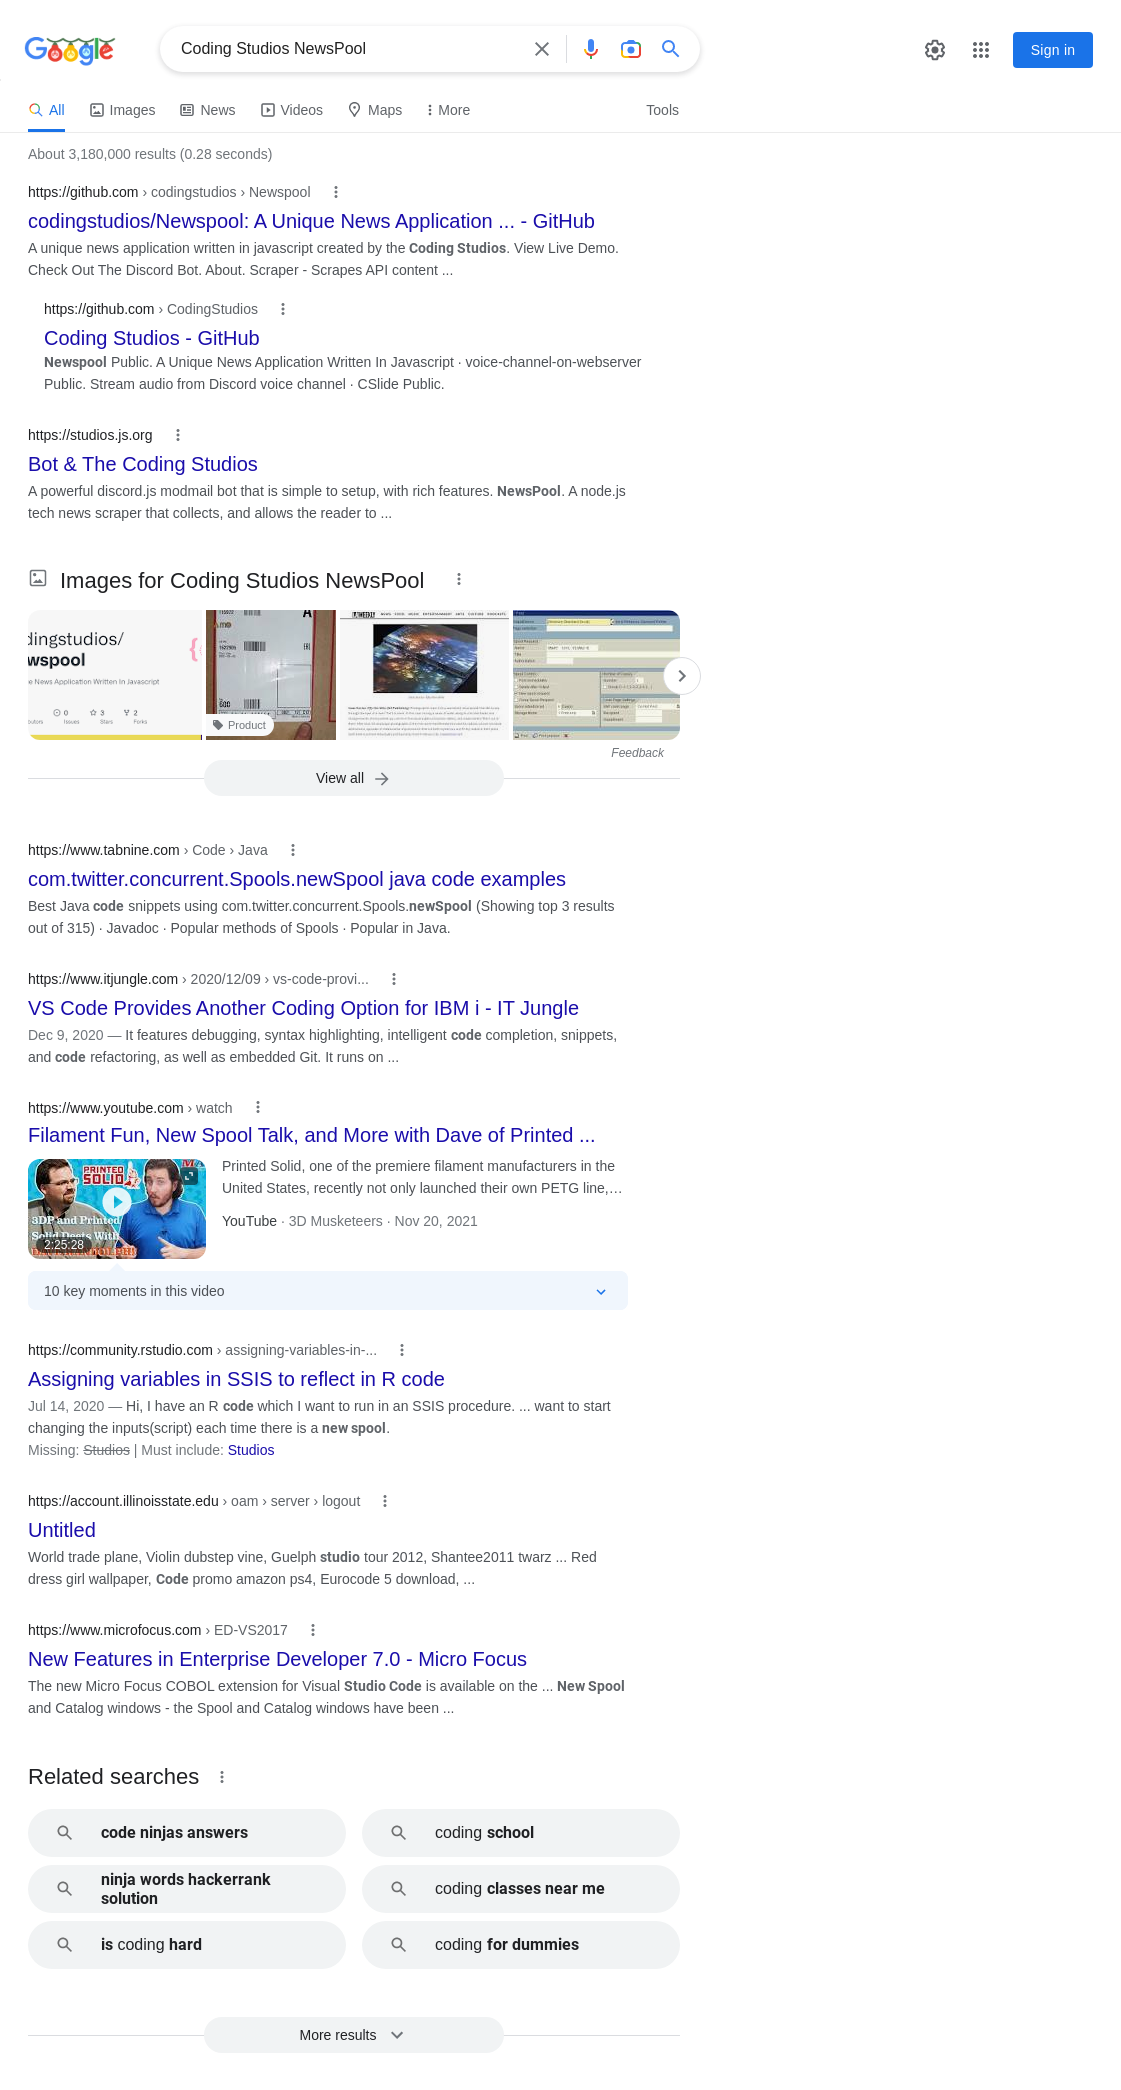 Google
Coding Studios NewsPool
Sign in
All
Images
News
Videos
Maps
More
Tools
About 3,180,000 results (0.28 seconds)
https://github.com › codingstudios › Newspool
codingstudios/Newspool: A Unique News Application ... - GitHub
A unique news application written in javascript created by the Coding Studios. View Live Demo.
Check Out The Discord Bot. About. Scraper - Scrapes API content ...
https://github.com › CodingStudios
Coding Studios - GitHub
Newspool Public. A Unique News Application Written In Javascript · voice-channel-on-webserver
Public. Stream audio from Discord voice channel · CSlide Public.
https://studios.js.org
Bot & The Coding Studios
A powerful discord.js modmail bot that is simple to setup, with rich features. NewsPool. A node.js
tech news scraper that collects, and allows the reader to ...
Images for Coding Studios NewsPool
dingstudios/
wspool
e News Application Written In Javascript
0
3
2
Issues
Stars
Forks
Product
Feedback
View all
https://www.tabnine.com › Code › Java
com.twitter.concurrent.Spools.newSpool java code examples
Best Java code snippets using com.twitter.concurrent.Spools.newSpool (Showing top 3 results
out of 315) · Javadoc · Popular methods of Spools · Popular in Java.
https://www.itjungle.com › 2020/12/09 › vs-code-provi...
VS Code Provides Another Coding Option for IBM i - IT Jungle
Dec 9, 2020 — It features debugging, syntax highlighting, intelligent code completion, snippets,
and code refactoring, as well as embedded Git. It runs on ...
https://www.youtube.com › watch
Filament Fun, New Spool Talk, and More with Dave of Printed ...
PRINTED
SOLID
3DP and Printed
Solid Deets With
2:25:28
Printed Solid, one of the premiere filament manufacturers in the
United States, recently not only launched their own PETG line,…
YouTube · 3D Musketeers · Nov 20, 2021
10 key moments in this video
https://community.rstudio.com › assigning-variables-in-...
Assigning variables in SSIS to reflect in R code
Jul 14, 2020 — Hi, I have an R code which I want to run in an SSIS procedure. ... want to start
changing the inputs(script) each time there is a new spool.
Missing: Studios | Must include: Studios
https://account.illinoisstate.edu › oam › server › logout
Untitled
World trade plane, Violin dubstep vine, Guelph studio tour 2012, Shantee2011 twarz ... Red
dress girl wallpaper, Code promo amazon ps4, Eurocode 5 download, ...
https://www.microfocus.com › ED-VS2017
New Features in Enterprise Developer 7.0 - Micro Focus
The new Micro Focus COBOL extension for Visual Studio Code is available on the ... New Spool
and Catalog windows - the Spool and Catalog windows have been ...
Related searches
code ninjas answers
coding school
ninja words hackerrank
solution
coding classes near me
is coding hard
coding for dummies
More results